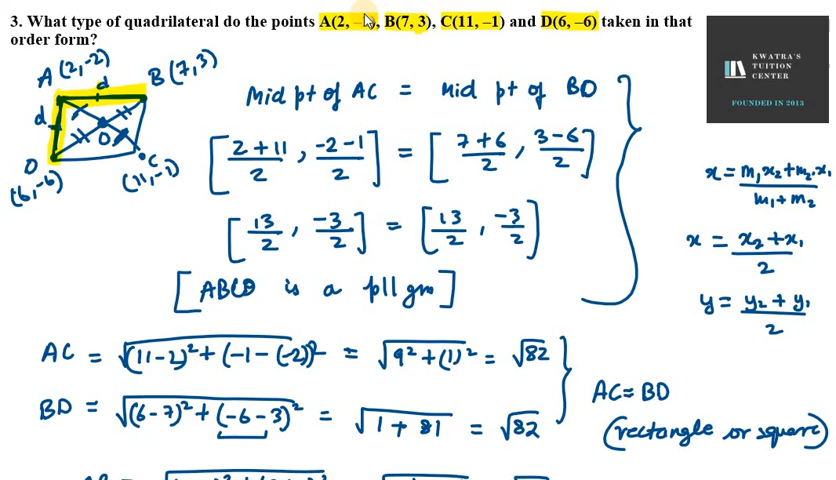 3. What type of quadrilateral do the points A(2, –), B(7, 3), C(11, –1) and D(6, –6) taken in that
order form?
KWATRA'S
TUITION
CENTER
FOUNDED IN 2013
A (2,-2)
B (7,3)
d
d
O
D
(6,-6)
C
(11,-1)
Mid pt of AC = Mid pt of BD
[2+11/2, -2-1/2] = [7+6/2, 3-6/2]
[13/2, -3/2] = [13/2, -3/2)
[ABCD is a pll gm]
x = m₁x₂+m₂.x₁/m₁+m₂
x = x₂+x₁/2
y = y₂+y₁/2
AC = √(11-2)²+(-1-(-2))² = √9²+(1)² = √82
BD = √(6-7)²+(-6-3)² = √1+81 = √82
AC=BD
(rectangle or square)